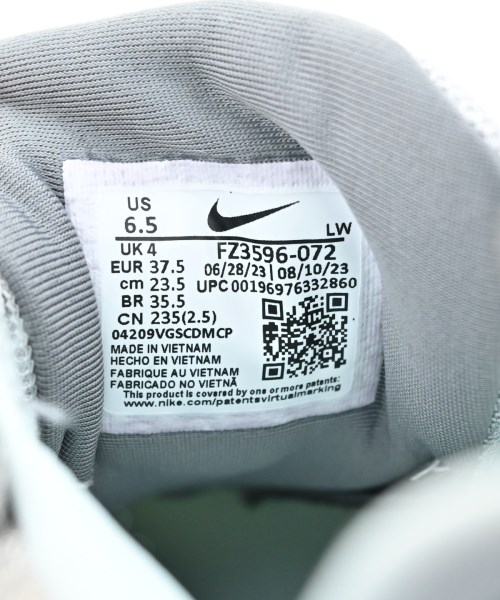 US
6.5
LW
UK 4
FZ3596-072
EUR 37.5
06/28/23 | 08/10/23
cm 23.5
UPC 00196976332860
BR 35.5
CN 235(2.5)
04209VGSCDMCP
MADE IN VIETNAM
HECHO EN VIETNAM
FABRIQUE AU VIETNAM
FABRICADO NO VIETNÃ
This product is covered by one or more patents:
www.nike.com/patentsvirtualmarking